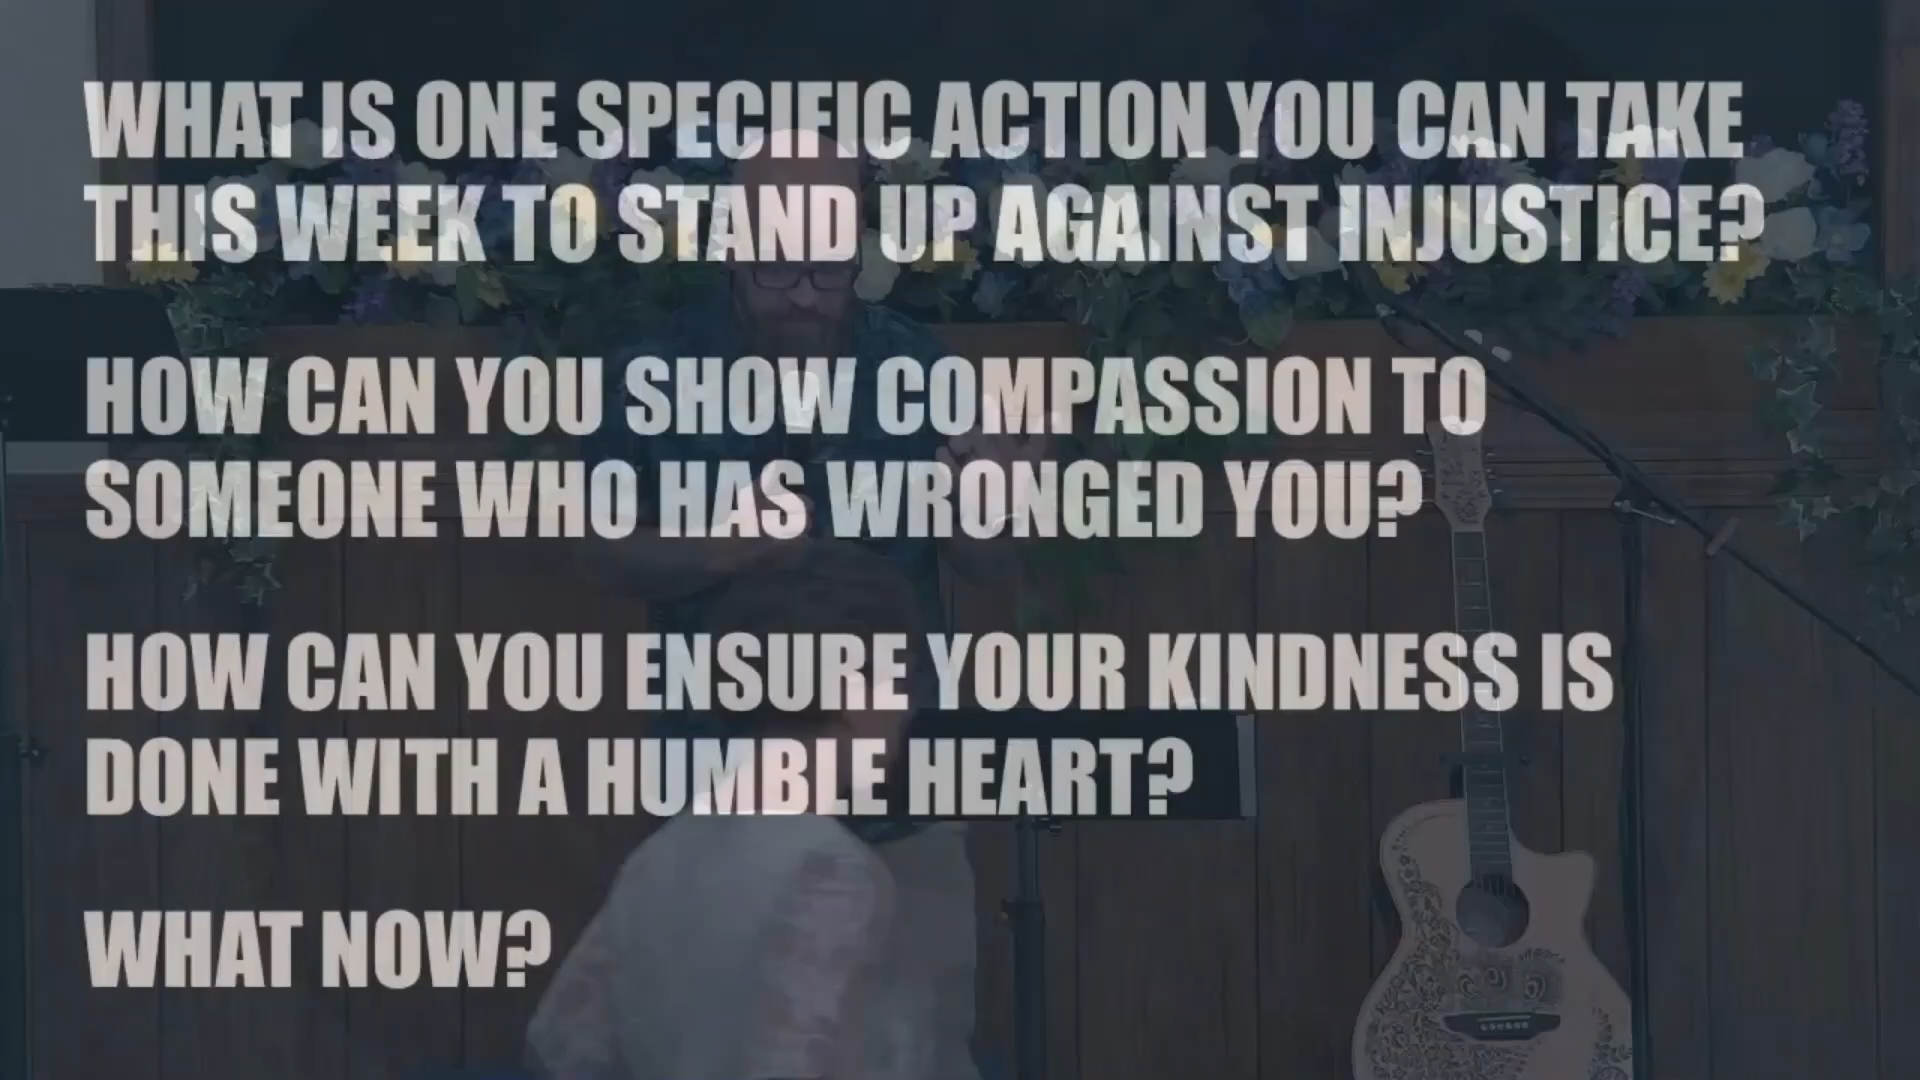 WHAT IS ONE SPECIFIC ACTION YOU CAN TAKE
THIS WEEK TO STAND UP AGAINST INJUSTICE?
HOW CAN YOU SHOW COMPASSION TO
SOMEONE WHO HAS WRONGED YOU?
HOW CAN YOU ENSURE YOUR KINDNESS IS
DONE WITH A HUMBLE HEART?
WHAT NOW?